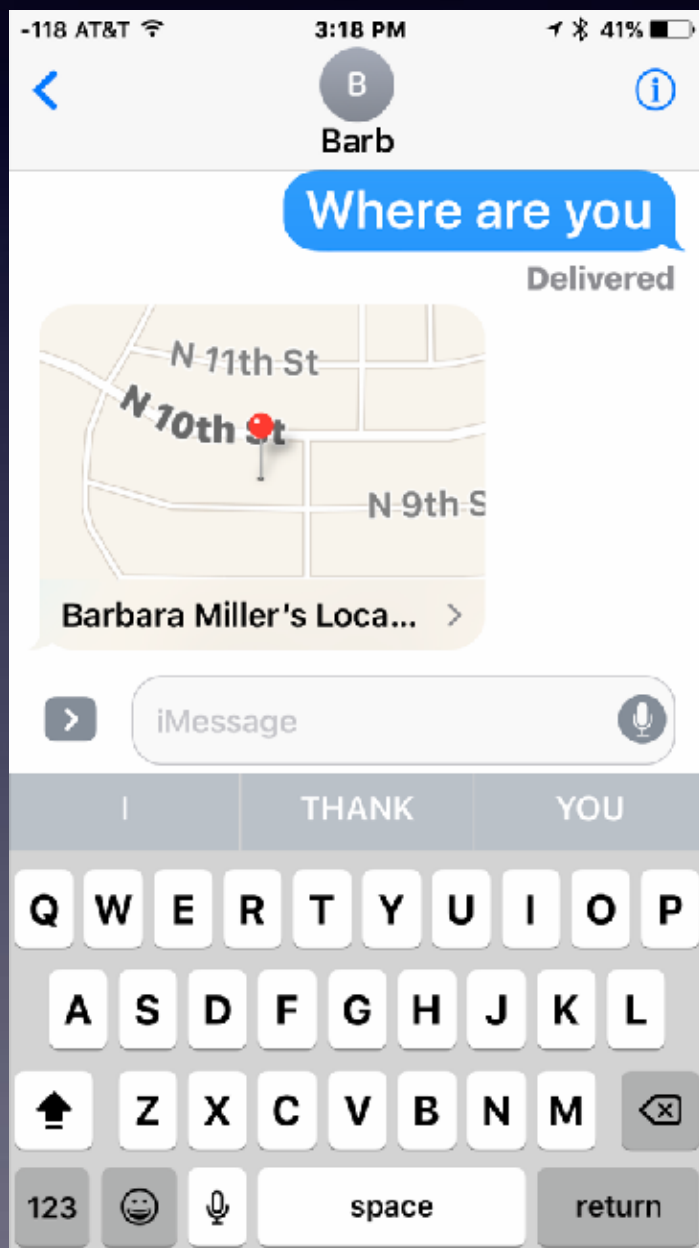 -118 AT&T 3:18 PM 41%
B
Barb
i
Where are you
Delivered
N 11th St
N 10th St
N 9th S
Barbara Miller's Loca...
iMessage
I THANK YOU
Q W E R T Y U I O P
A S D F G H J K L
Z X C V B N M
123 space return